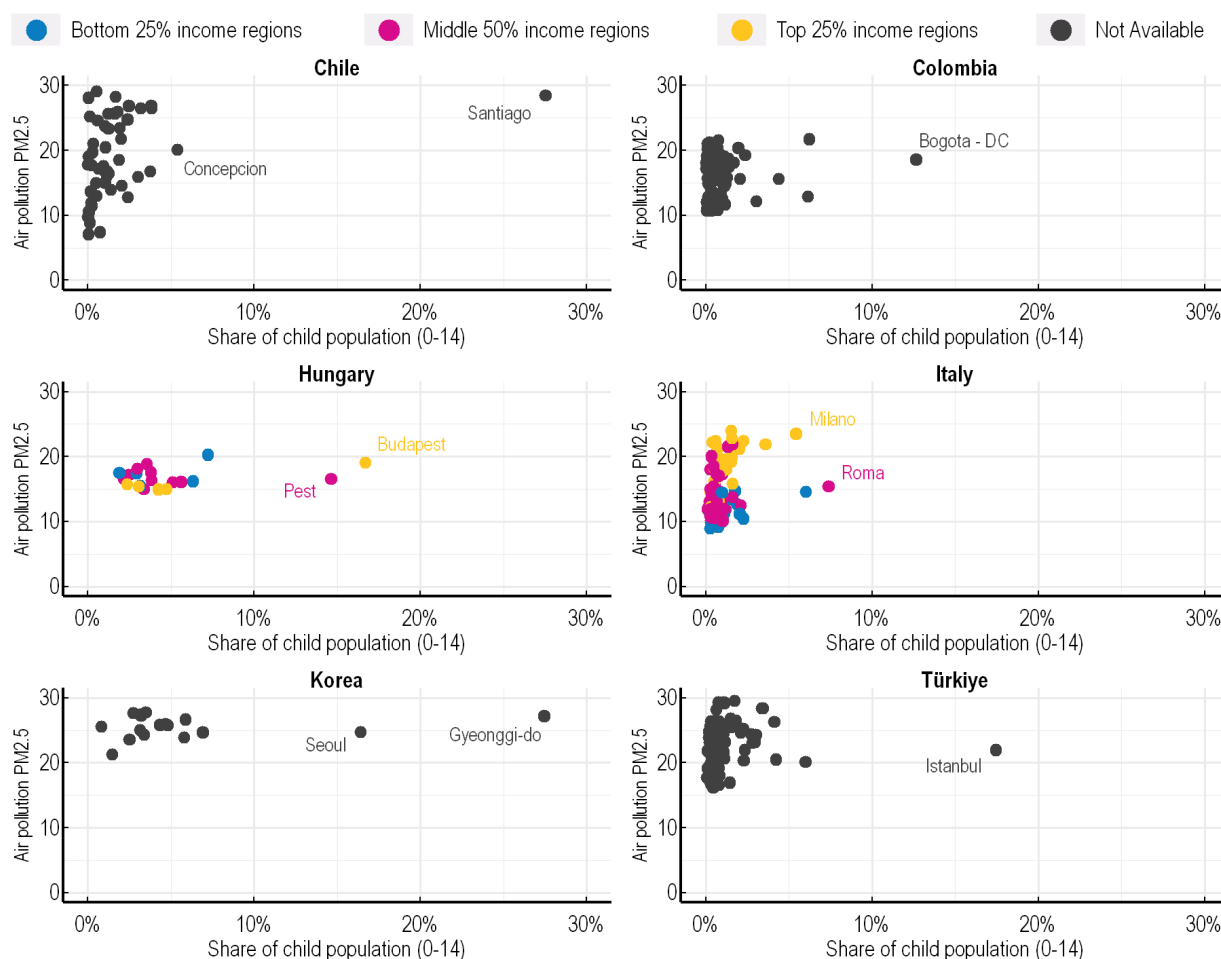 Bottom 25% income regions Middle 50% income regions Top 25% income regions Not Available
Chile
Air pollution PM2.5
30
20
10
0
Santiago
Concepcion
0% 10% 20% 30%
Share of child population (0-14)
Colombia
Air pollution PM2.5
30
20
10
0
Bogota - DC
0% 10% 20% 30%
Share of child population (0-14)
Hungary
Air pollution PM2.5
30
20
10
0
Budapest
Pest
0% 10% 20% 30%
Share of child population (0-14)
Italy
Air pollution PM2.5
30
20
10
0
Milano
Roma
0% 10% 20% 30%
Share of child population (0-14)
Korea
Air pollution PM2.5
30
20
10
0
Seoul
Gyeonggi-do
0% 10% 20% 30%
Share of child population (0-14)
Türkiye
Air pollution PM2.5
30
20
10
0
Istanbul
0% 10% 20% 30%
Share of child population (0-14)